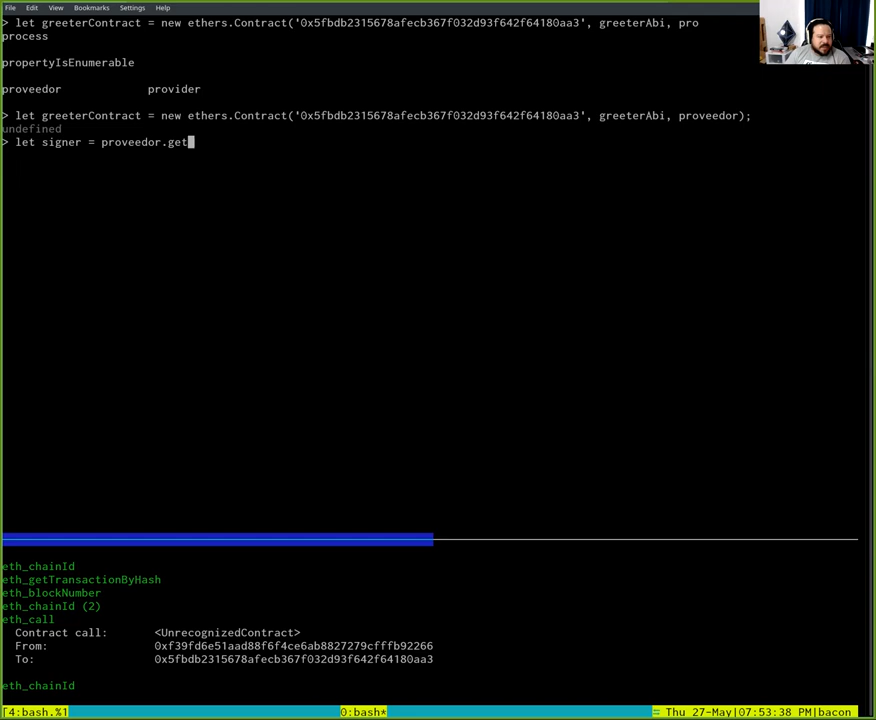 File Edit View Bookmarks Settings Help
> let greeterContract = new ethers.Contract('0x5fbdb2315678afecb367f032d93f642f64180aa3', greeterAbi, pro
process
propertyIsEnumerable
proveedor provider
> let greeterContract = new ethers.Contract('0x5fbdb2315678afecb367f032d93f642f64180aa3', greeterAbi, proveedor);
undefined
> let signer = proveedor.get
eth_chainId
eth_getTransactionByHash
eth_blockNumber
eth_chainId (2)
eth_call
Contract call: <UnrecognizedContract>
From: 0xf39fd6e51aad88f6f4ce6ab8827279cfffb92266
To: 0x5fbdb2315678afecb367f032d93f642f64180aa3
eth_chainId
[4:bash.%1 0:bash* = Thu 27-May|07:53:38 PM|bacon